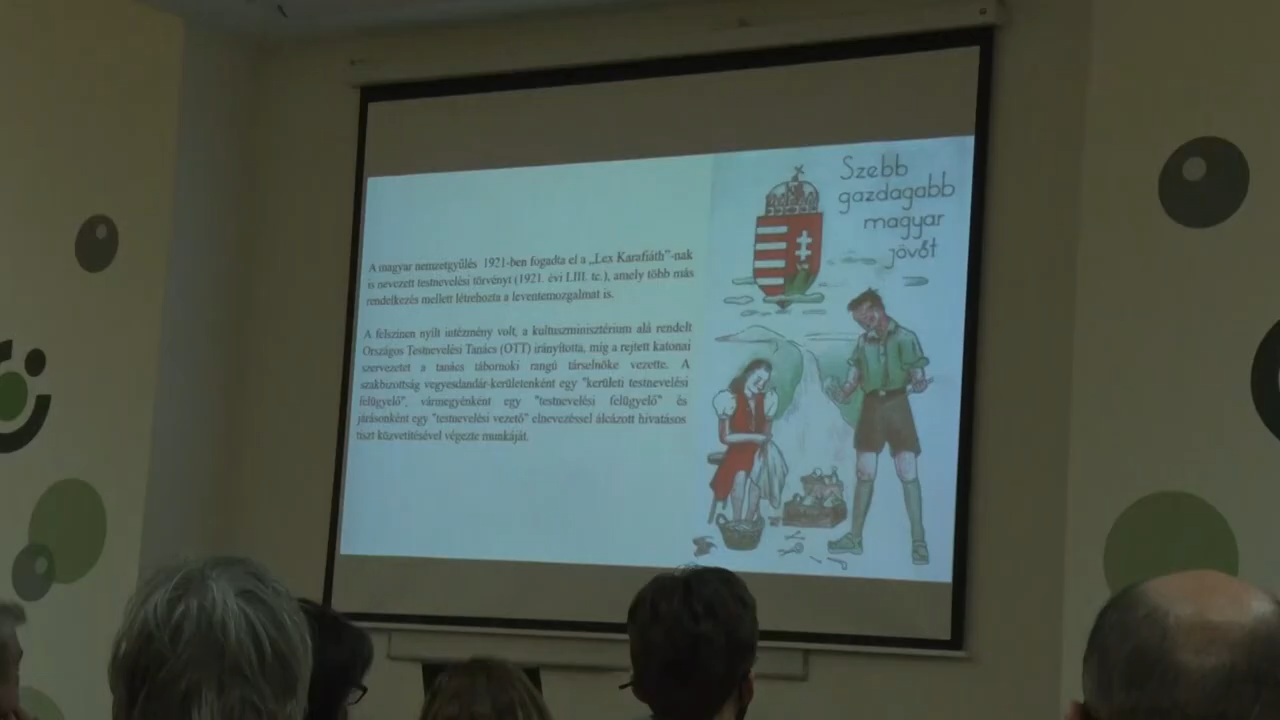 A magyar nemzetgyűlés 1921-ben fogadta el a „Lex Karafiáth”-nak
is nevezett testnevelési törvényt (1921. évi LIII. tc.), amely több más
rendelkezés mellett létrehozta a leventemozgalmat is.
A felszínen nyílt intézmény volt, a kultuszminisztérium alá rendelt
Országos Testnevelési Tanács (OTT) irányította, míg a rejtett katonai
szervezetet a tanács tábornoki rangú társelnöke vezette. A
szakbizottság vegyesdandár-kerületenként egy "kerületi testnevelési
felügyelő", vármegyénként egy "testnevelési felügyelő" és
járásonként egy "testnevelési vezető" elnevezéssel álcázott hivatásos
tiszt közvetítésével végezte munkáját.
Szebb
gazdagabb
magyar
jövőt